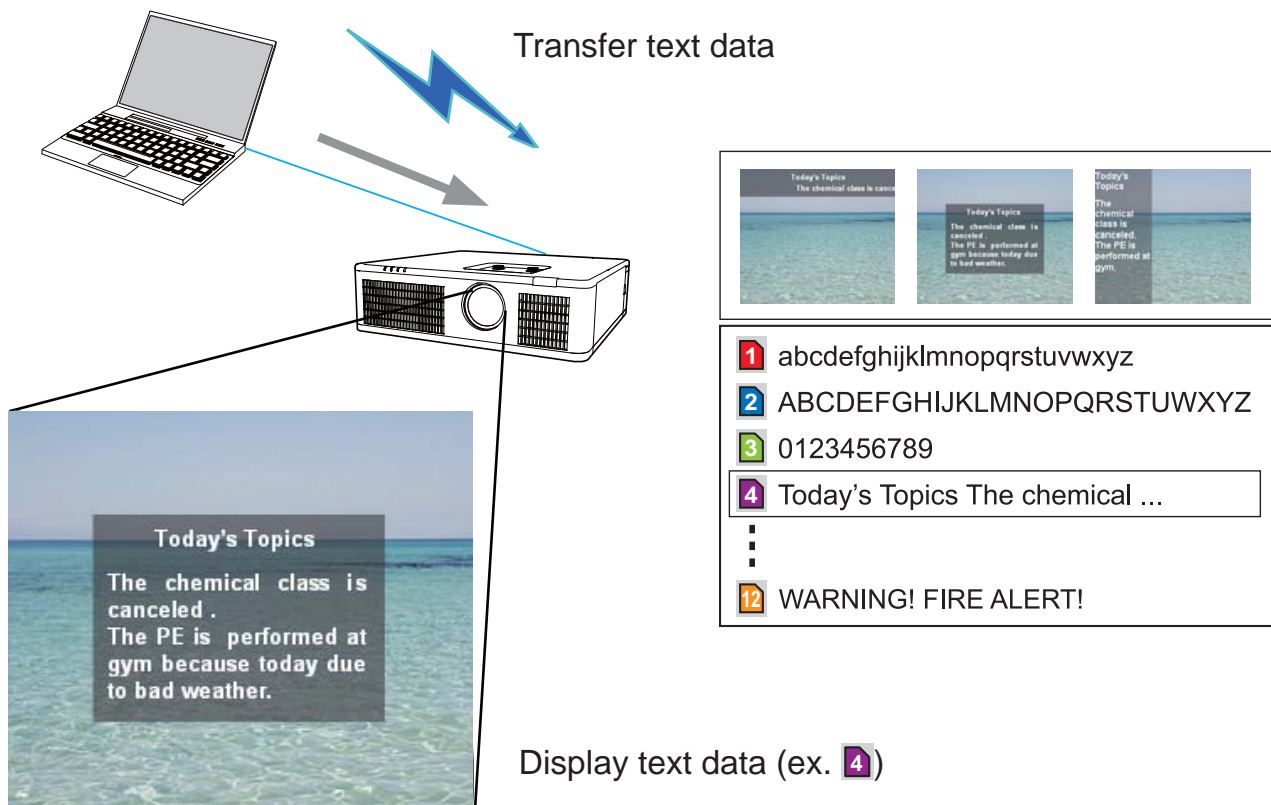 Transfer text data
Today's Topics
The chemical class is cance
Today's Topics
The chemical class is
canceled .
The PE is performed at
gym because today due
to bad weather.
Today's
Topics
The
chemical
class is
canceled.
The PE is
performed at
gym.
1 abcdefghijklmnopqrstuvwxyz
2 ABCDEFGHIJKLMNOPQRSTUWXYZ
3 0123456789
4 Today’s Topics The chemical ...
12 WARNING! FIRE ALERT!
Today's Topics
The chemical class is
canceled .
The PE is performed at
gym because today due
to bad weather.
Display text data (ex. 4)